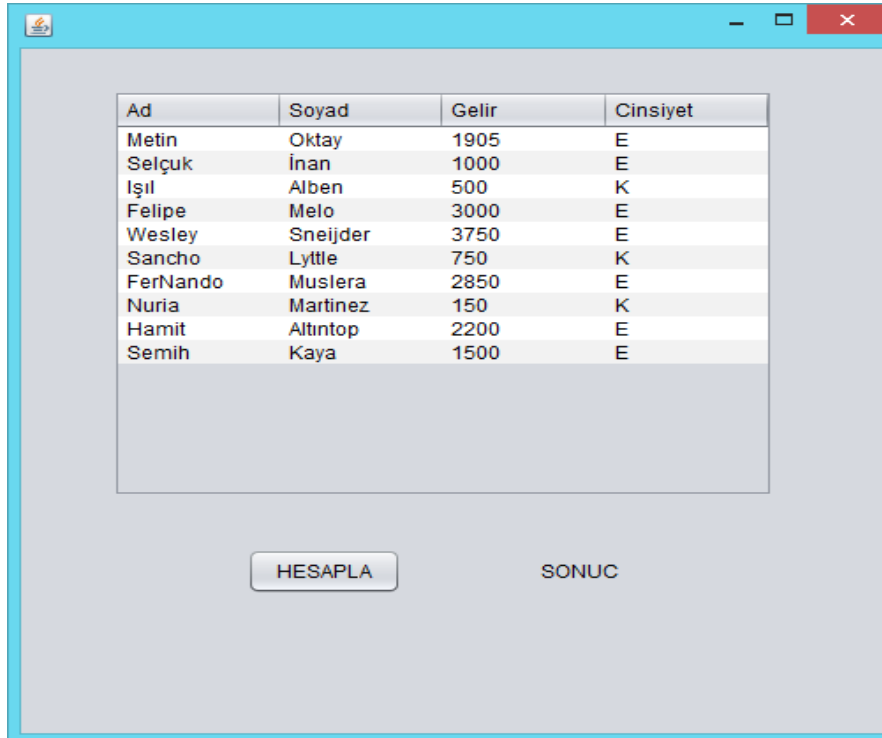 Ad Soyad Gelir Cinsiyet
Metin Oktay 1905 E
Selçuk İnan 1000 E
Işıl Alben 500 K
Felipe Melo 3000 E
Wesley Sneijder 3750 E
Sancho Lyttle 750 K
FerNando Muslera 2850 E
Nuria Martinez 150 K
Hamit Altıntop 2200 E
Semih Kaya 1500 E
HESAPLA SONUC